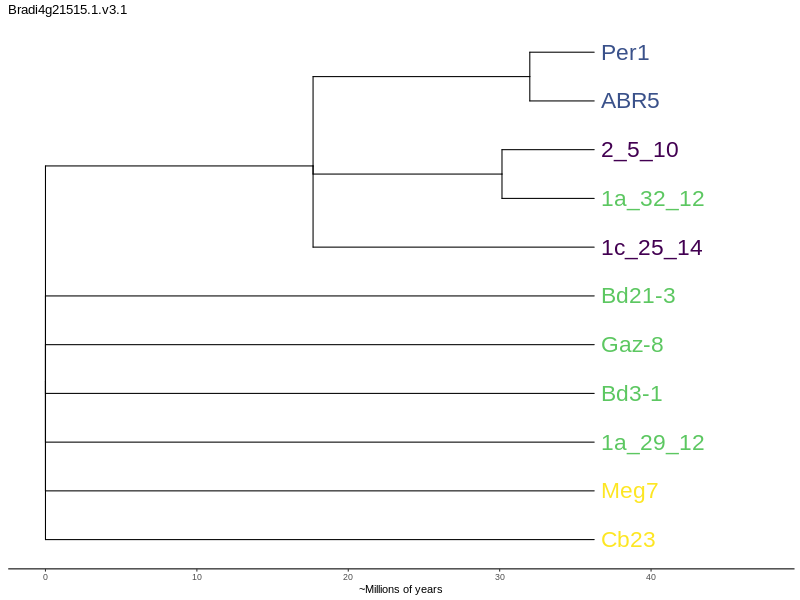 Bradi4g21515.1.v3.1
Per1
ABR5
2_5_10
1a_32_12
1c_25_14
Bd21-3
Gaz-8
Bd3-1
1a_29_12
Meg7
Cb23
0 10 20 30 40
~Millions of years